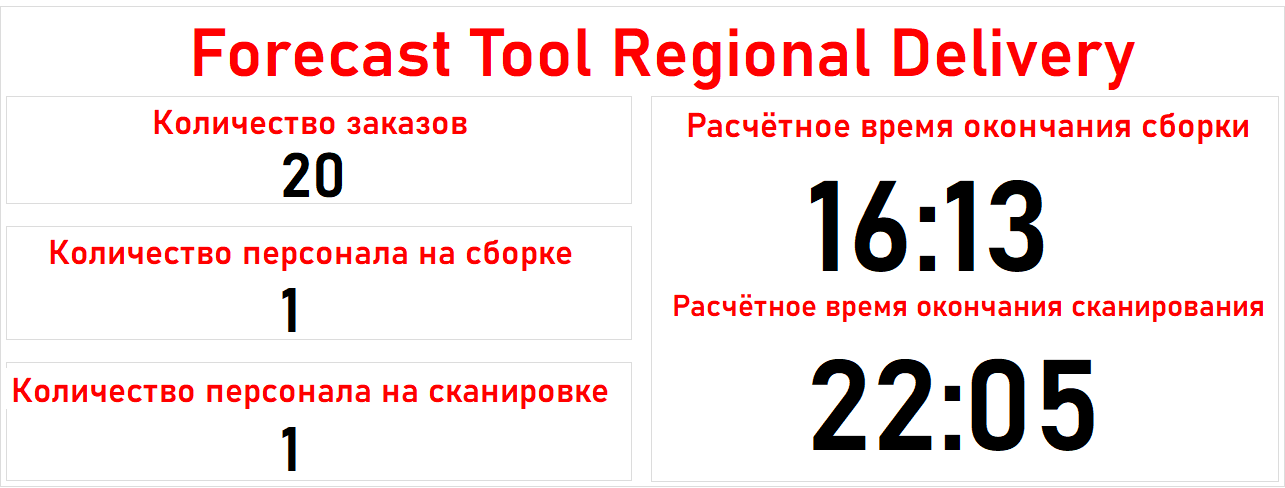 Forecast Tool Regional Delivery
Количество заказов
20
Количество персонала на сборке
1
Количество персонала на сканировке
1
Расчётное время окончания сборки
16:13
Расчётное время окончания сканирования
22:05